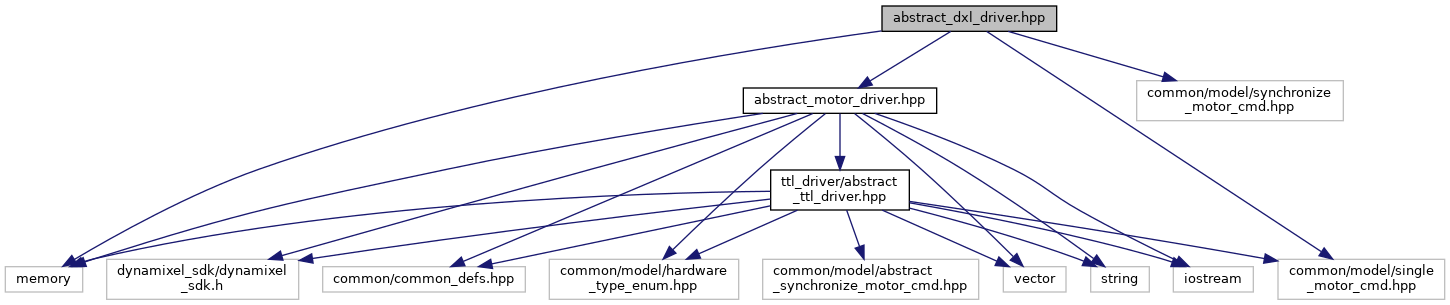 abstract_dxl_driver.hpp
abstract_motor_driver.hpp
common/model/synchronize
_motor_cmd.hpp
ttl_driver/abstract
_ttl_driver.hpp
memory
dynamixel_sdk/dynamixel
_sdk.h
common/common_defs.hpp
common/model/hardware
_type_enum.hpp
common/model/abstract
_synchronize_motor_cmd.hpp
vector
string
iostream
common/model/single
_motor_cmd.hpp